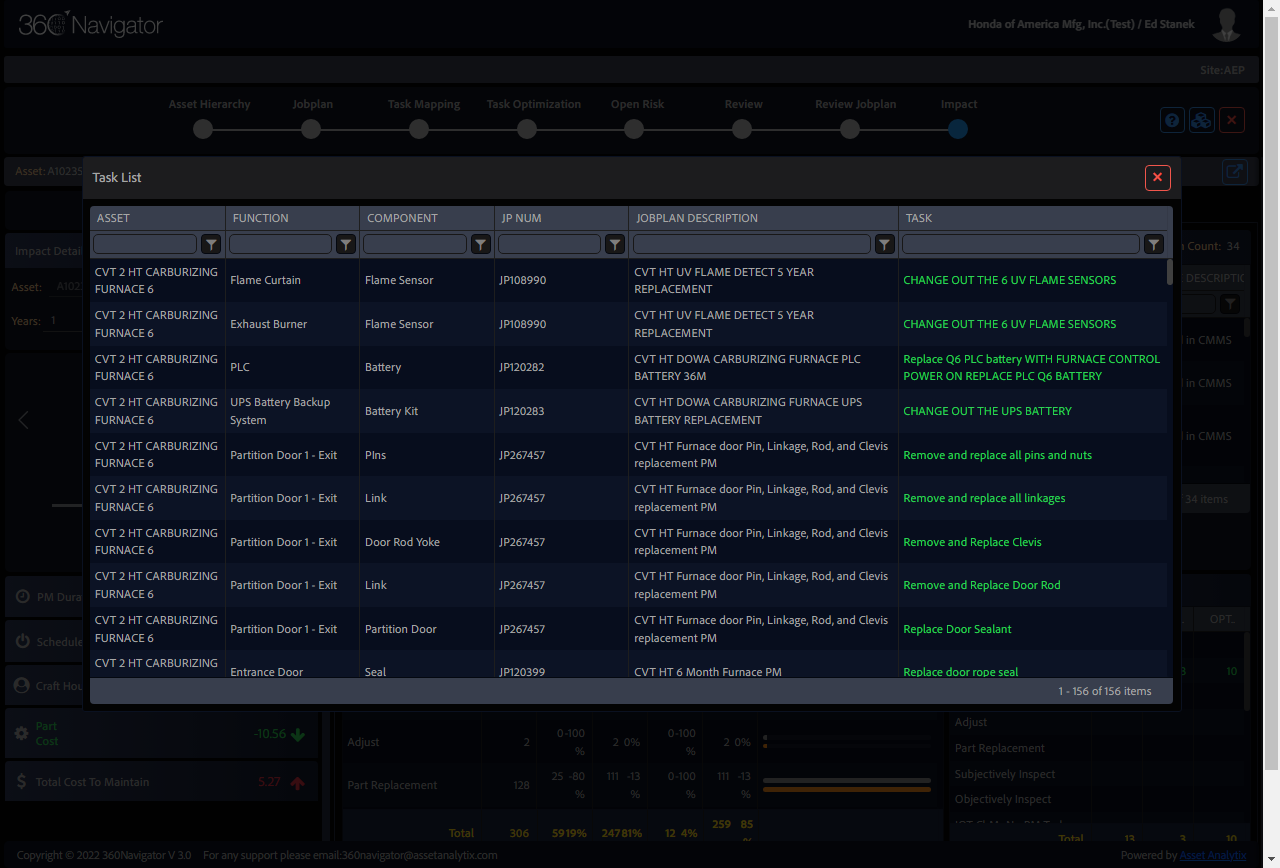 360 Navigator
Honda of America Mfg, Inc.(Test) / Ed Stanek
Site:AEP
Asset Hierarchy Jobplan Task Mapping Task Optimization Open Risk Review Review Jobplan Impact
Asset: A10235
Task List
ASSET FUNCTION COMPONENT JP NUM JOBPLAN DESCRIPTION TASK
CVT 2 HT CARBURIZING FURNACE 6 Flame Curtain Flame Sensor JP108990 CVT HT UV FLAME DETECT 5 YEAR REPLACEMENT CHANGE OUT THE 6 UV FLAME SENSORS
CVT 2 HT CARBURIZING FURNACE 6 Exhaust Burner Flame Sensor JP108990 CVT HT UV FLAME DETECT 5 YEAR REPLACEMENT CHANGE OUT THE 6 UV FLAME SENSORS
CVT 2 HT CARBURIZING FURNACE 6 PLC Battery JP120282 CVT HT DOWA CARBURIZING FURNACE PLC BATTERY 36M Replace Q6 PLC battery WITH FURNACE CONTROL POWER ON REPLACE PLC Q6 BATTERY
CVT 2 HT CARBURIZING FURNACE 6 UPS Battery Backup System Battery Kit JP120283 CVT HT DOWA CARBURIZING FURNACE UPS BATTERY REPLACEMENT CHANGE OUT THE UPS BATTERY
CVT 2 HT CARBURIZING FURNACE 6 Partition Door 1 - Exit PIns JP267457 CVT HT Furnace door Pin, Linkage, Rod, and Clevis replacement PM Remove and replace all pins and nuts
CVT 2 HT CARBURIZING FURNACE 6 Partition Door 1 - Exit Link JP267457 CVT HT Furnace door Pin, Linkage, Rod, and Clevis replacement PM Remove and replace all linkages
CVT 2 HT CARBURIZING FURNACE 6 Partition Door 1 - Exit Door Rod Yoke JP267457 CVT HT Furnace door Pin, Linkage, Rod, and Clevis replacement PM Remove and Replace Clevis
CVT 2 HT CARBURIZING FURNACE 6 Partition Door 1 - Exit Link JP267457 CVT HT Furnace door Pin, Linkage, Rod, and Clevis replacement PM Remove and Replace Door Rod
CVT 2 HT CARBURIZING FURNACE 6 Partition Door 1 - Exit Partition Door JP267457 CVT HT Furnace door Pin, Linkage, Rod, and Clevis replacement PM Replace Door Sealant
CVT 2 HT CARBURIZING Entrance Door Seal JP120399 CVT HT 6 Month Furnace PM Replace door rope seal
1 - 156 of 156 items
Impact Detai
Asset: A102
Years: 1
Count: 34
DESCRIPTIO
in CMMS
in CMMS
in CMMS
34 items
PM Dura
Schedule
Craft Hou
Part Cost -10.56
$ Total Cost To Maintain 5.27
Adjust 2 0-100 % 2 0% 0-100 % 2 0%
Part Replacement 128 25 -80 % 111 -13 % 0-100 % 111 -13 %
Total 306 59 19% 247 81% 12 4% 259 85
OPT.
3 10
Adjust
Part Replacement
Subjectively Inspect
Objectively Inspect
Total 13 3 10
Copyright © 2022 360Navigator V 3.0 For any support please email:360navigator@assetanalytix.com
Powered by Asset Analytix